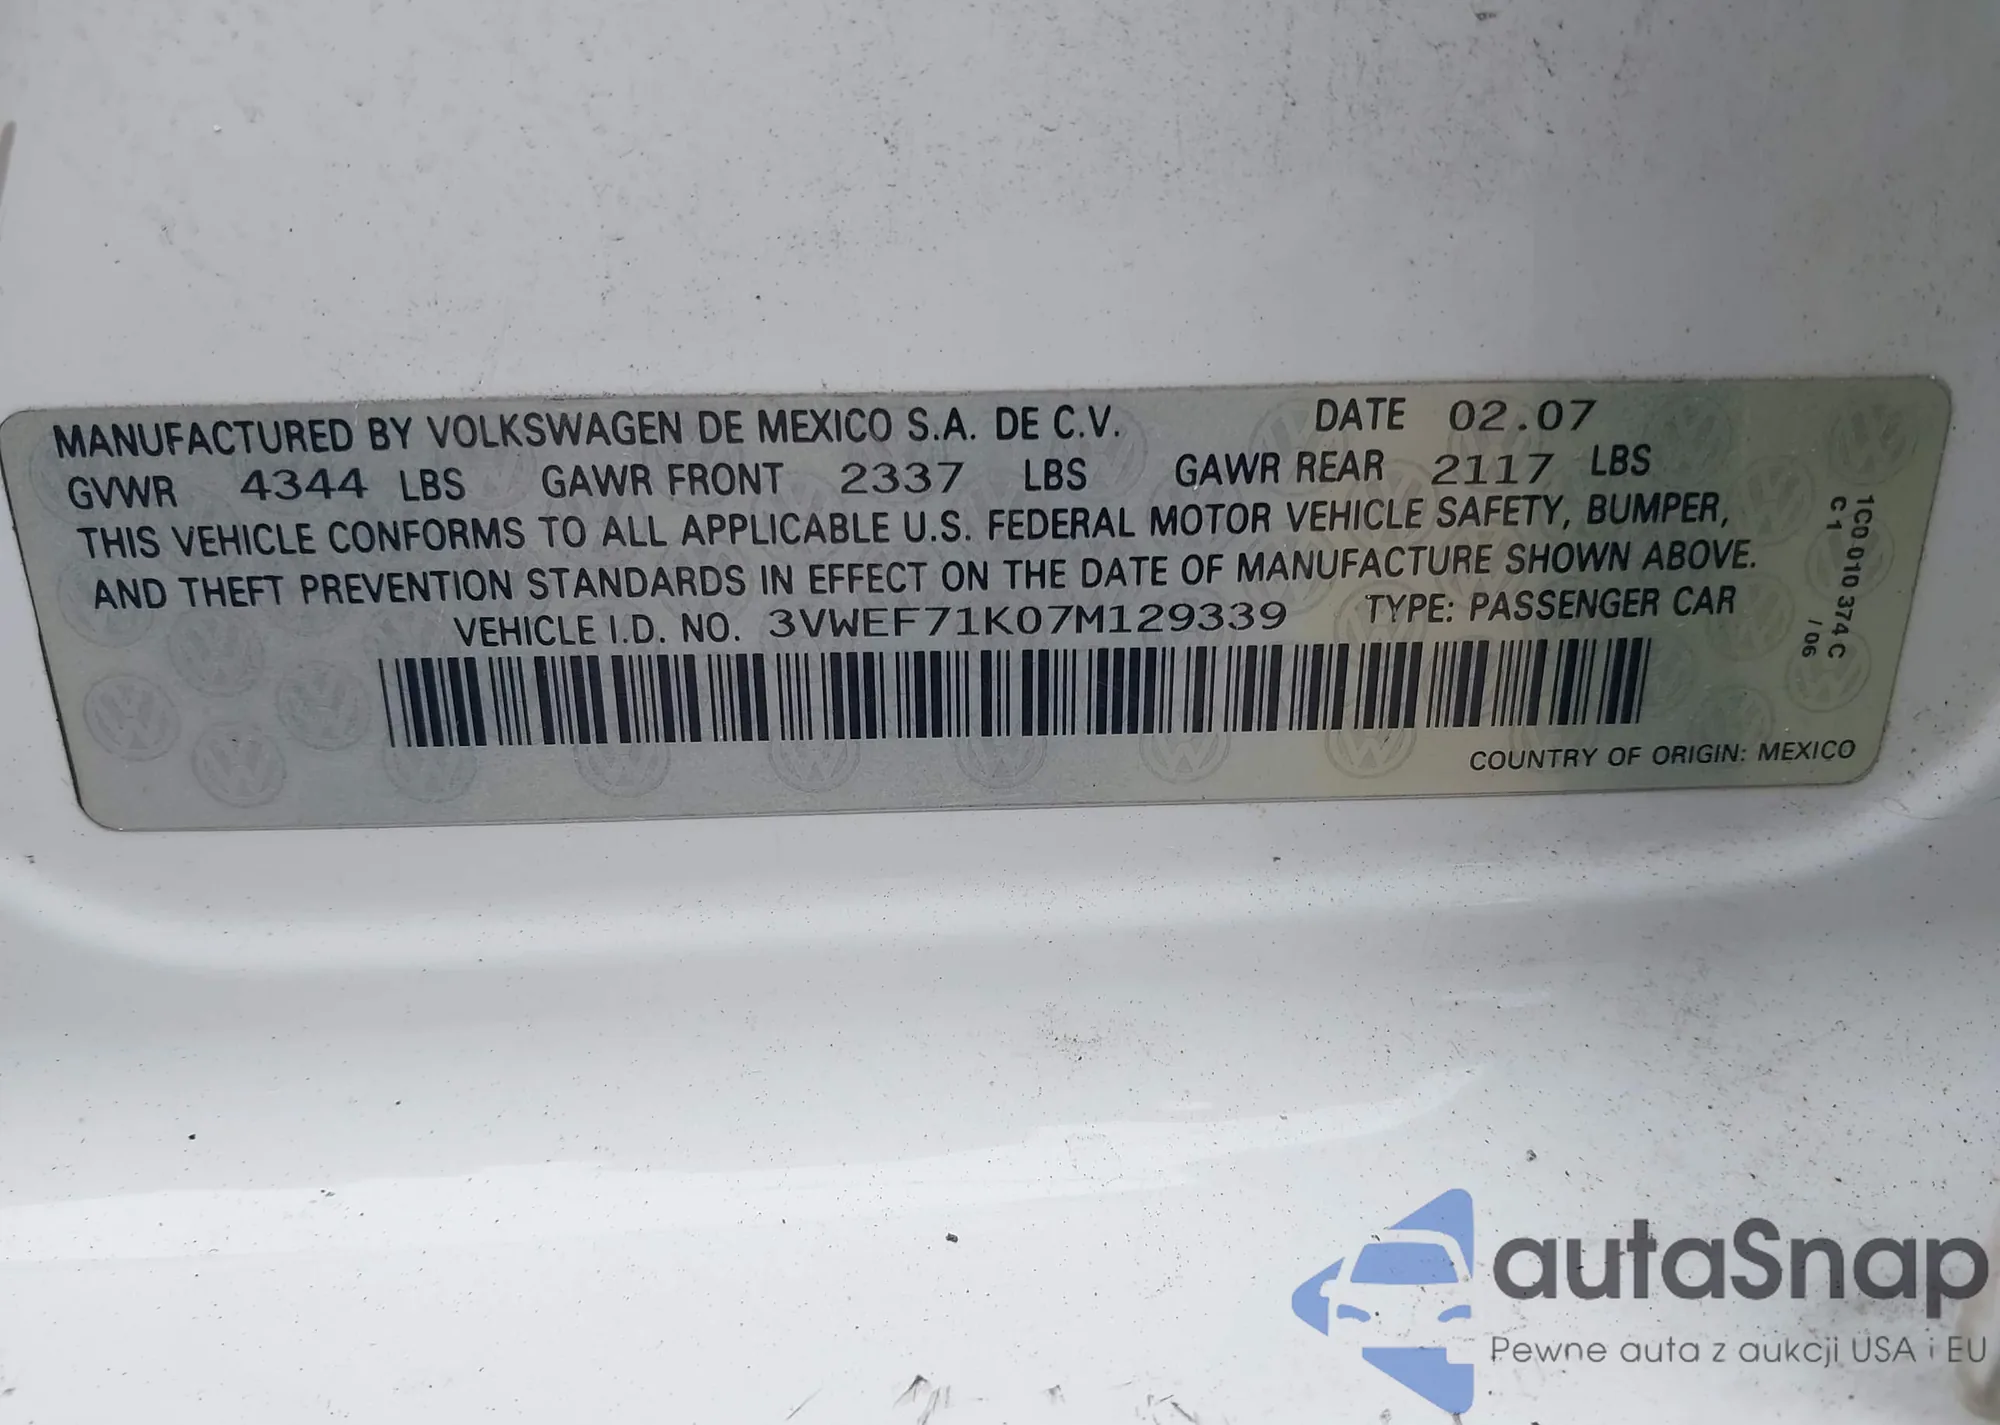 MANUFACTURED BY VOLKSWAGEN DE MEXICO S.A. DE C.V. DATE 02.07
GVWR 4344 LBS GAWR FRONT 2337 LBS GAWR REAR 2117 LBS
THIS VEHICLE CONFORMS TO ALL APPLICABLE U.S. FEDERAL MOTOR VEHICLE SAFETY, BUMPER,
AND THEFT PREVENTION STANDARDS IN EFFECT ON THE DATE OF MANUFACTURE SHOWN ABOVE.
VEHICLE I.D. NO. 3VWEF71K07M129339 TYPE: PASSENGER CAR
COUNTRY OF ORIGIN: MEXICO
1C0 010 374 C
C 1 / 06
autaSnap
Pewne auta z aukcji USA i EU